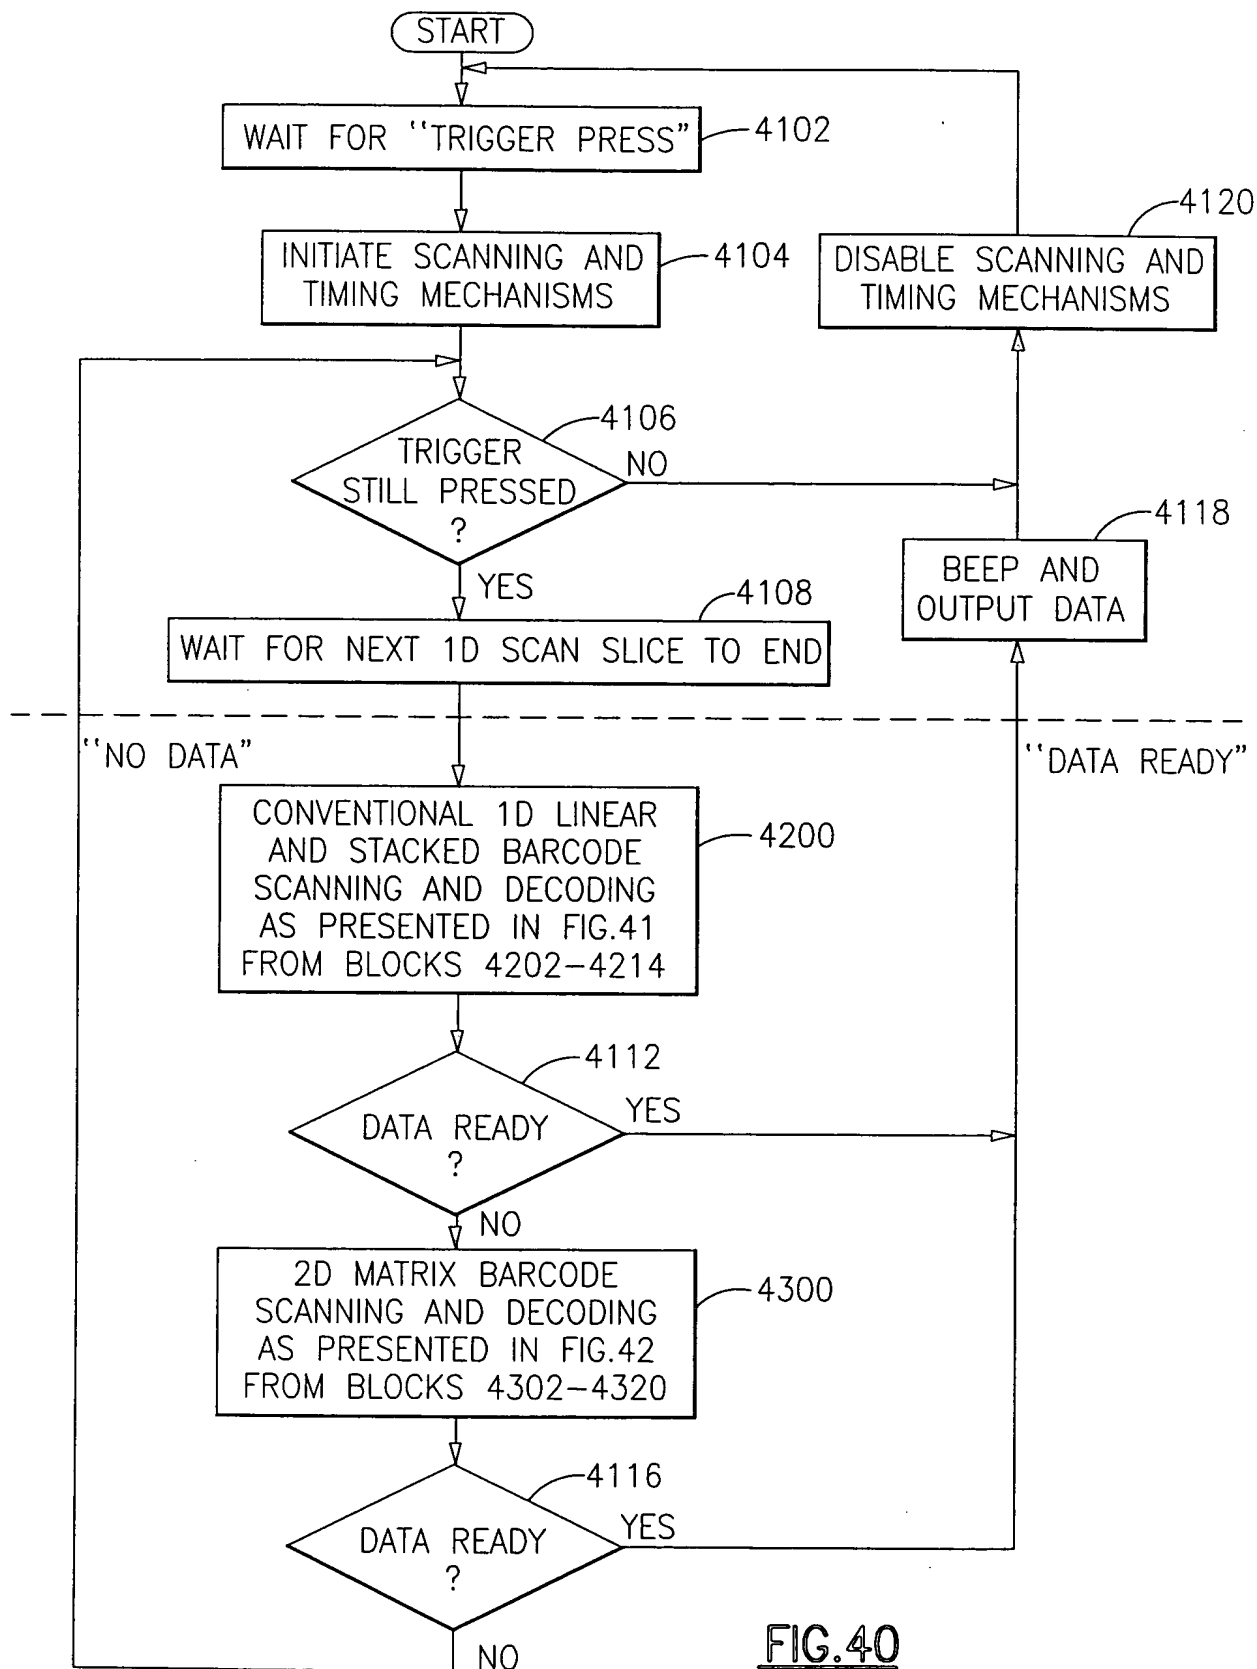 START
WAIT FOR "TRIGGER PRESS"
4102
INITIATE SCANNING AND
TIMING MECHANISMS
4104
DISABLE SCANNING AND
TIMING MECHANISMS
4120
TRIGGER
STILL PRESSED
?
4106
NO
YES
BEEP AND
OUTPUT DATA
4118
WAIT FOR NEXT 1D SCAN SLICE TO END
4108
"NO DATA"
"DATA READY"
CONVENTIONAL 1D LINEAR
AND STACKED BARCODE
SCANNING AND DECODING
AS PRESENTED IN FIG.41
FROM BLOCKS 4202-4214
4200
DATA READY
?
4112
YES
NO
2D MATRIX BARCODE
SCANNING AND DECODING
AS PRESENTED IN FIG.42
FROM BLOCKS 4302-4320
4300
DATA READY
?
4116
YES
NO
FIG.40